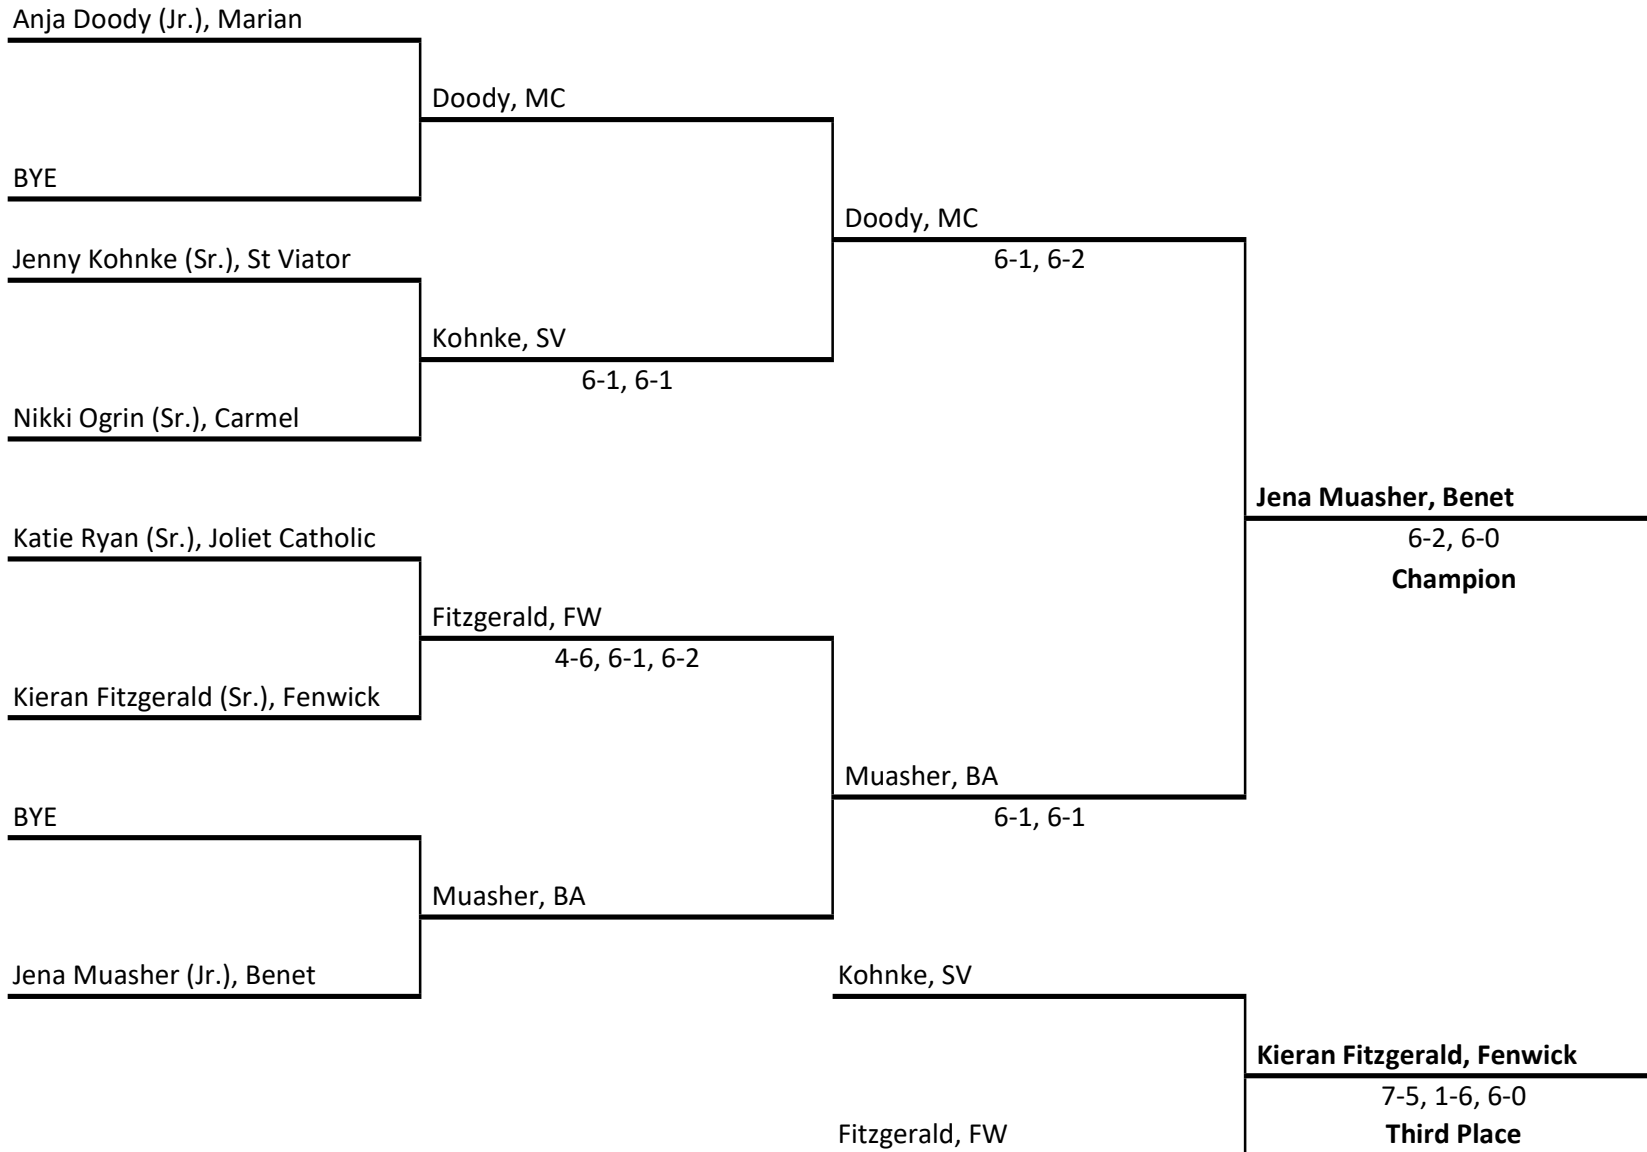 Anja Doody (Jr.), Marian
Doody, MC
BYE
Doody, MC
6-1, 6-2
Jenny Kohnke (Sr.), St Viator
Kohnke, SV
6-1, 6-1
Nikki Ogrin (Sr.), Carmel
Jena Muasher, Benet
6-2, 6-0
Champion
Katie Ryan (Sr.), Joliet Catholic
Fitzgerald, FW
4-6, 6-1, 6-2
Kieran Fitzgerald (Sr.), Fenwick
Muasher, BA
6-1, 6-1
BYE
Muasher, BA
Jena Muasher (Jr.), Benet
Kohnke, SV
Kieran Fitzgerald, Fenwick
7-5, 1-6, 6-0
Third Place
Fitzgerald, FW